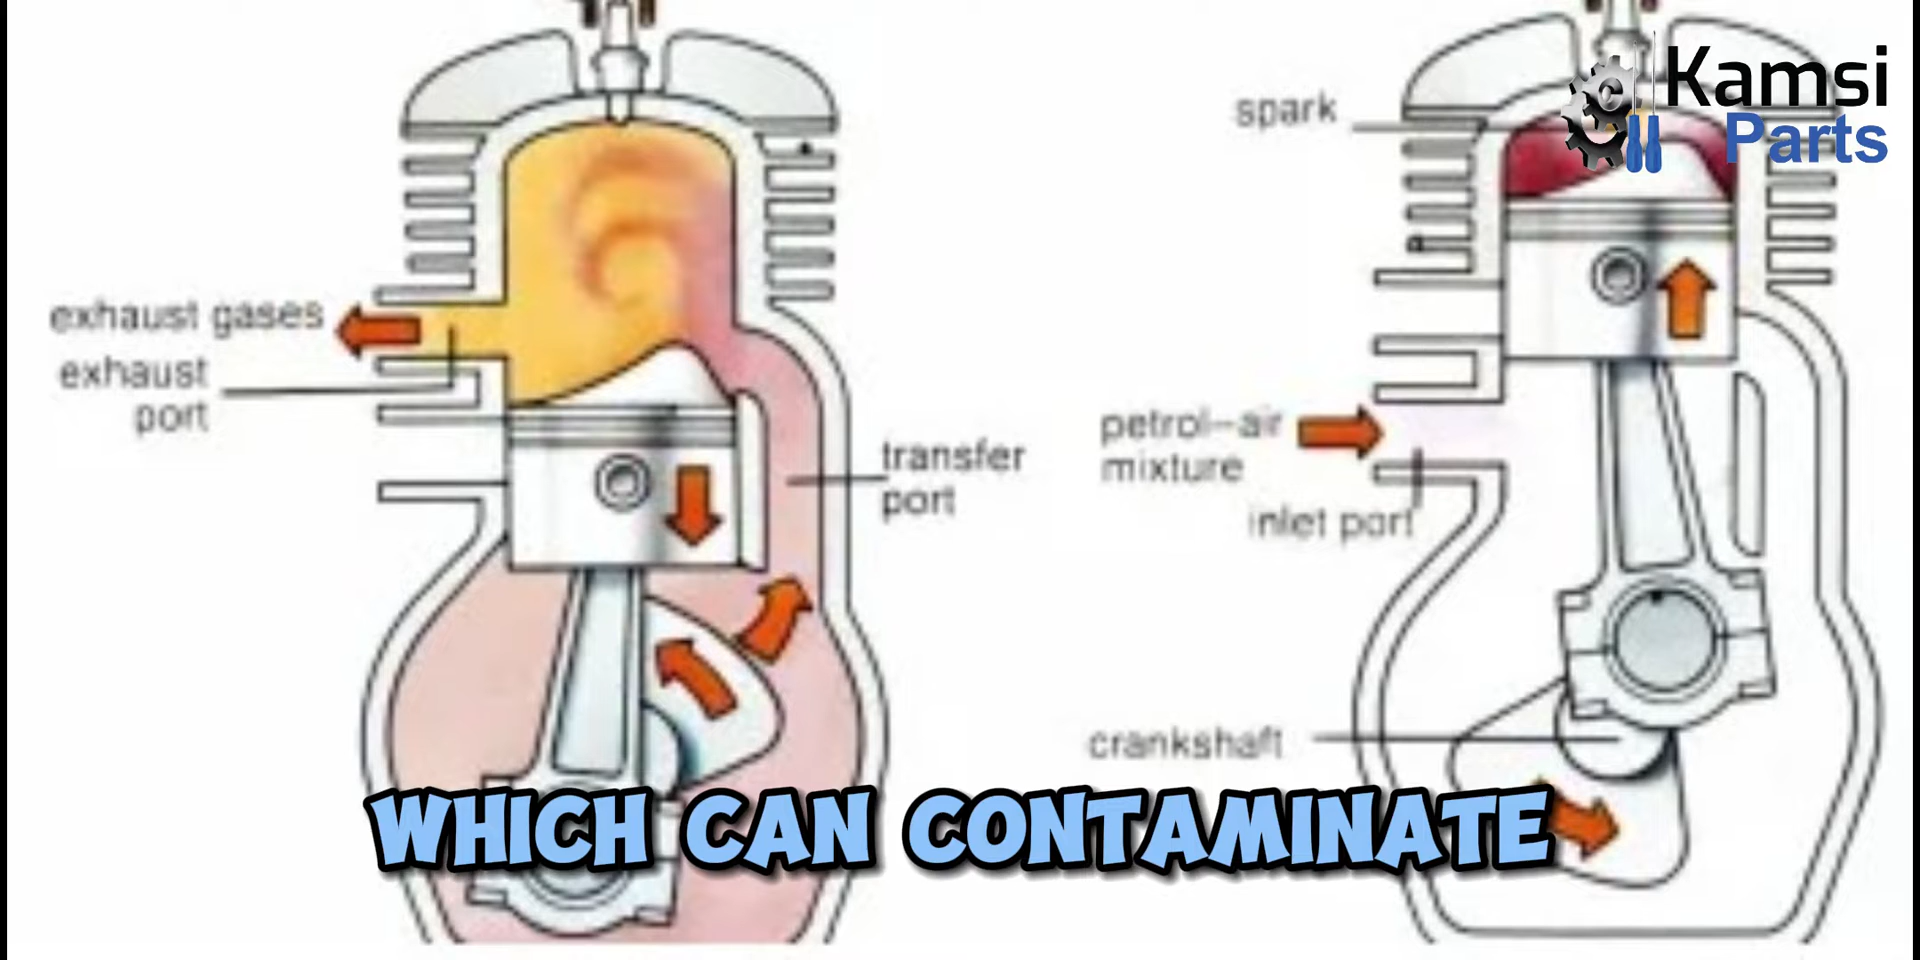 exhaust gases
exhaust
port
transfer
port
spark
Kamsi
Parts
petrol-air
mixture
inlet port
crankshaft
WHICH CAN CONTAMINATE